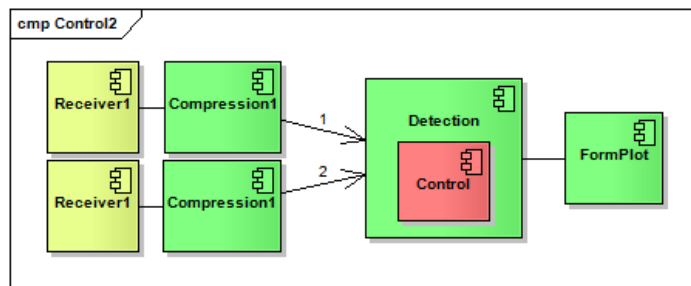 cmp Control2
Receiver1
Compression1
1
Detection
Control
FormPlot
Receiver1
Compression1
2